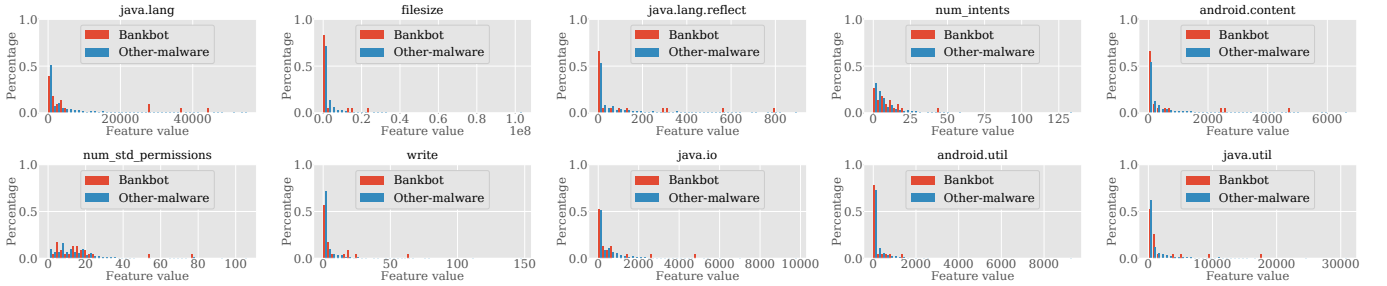 java.lang
1.0
0.5
0.0
Percentage
Bankbot
Other-malware
0
20000
40000
Feature value
filesize
1.0
0.5
0.0
Percentage
Bankbot
Other-malware
0.0
0.2
0.4
0.6
0.8
1.0
1e8
Feature value
java.lang.reflect
1.0
0.5
0.0
Percentage
Bankbot
Other-malware
0
200
400
600
800
Feature value
num_intents
1.0
0.5
0.0
Percentage
Bankbot
Other-malware
0
25
50
75
100
125
Feature value
android.content
1.0
0.5
0.0
Percentage
Bankbot
Other-malware
0
2000
4000
6000
Feature value
num_std_permissions
1.0
0.5
0.0
Percentage
Bankbot
Other-malware
0
20
40
60
80
100
Feature value
write
1.0
0.5
0.0
Percentage
Bankbot
Other-malware
0
50
100
150
Feature value
java.io
1.0
0.5
0.0
Percentage
Bankbot
Other-malware
0
2000
4000
6000
8000
10000
Feature value
android.util
1.0
0.5
0.0
Percentage
Bankbot
Other-malware
0
2000
4000
6000
8000
Feature value
java.util
1.0
0.5
0.0
Percentage
Bankbot
Other-malware
0
10000
20000
30000
Feature value